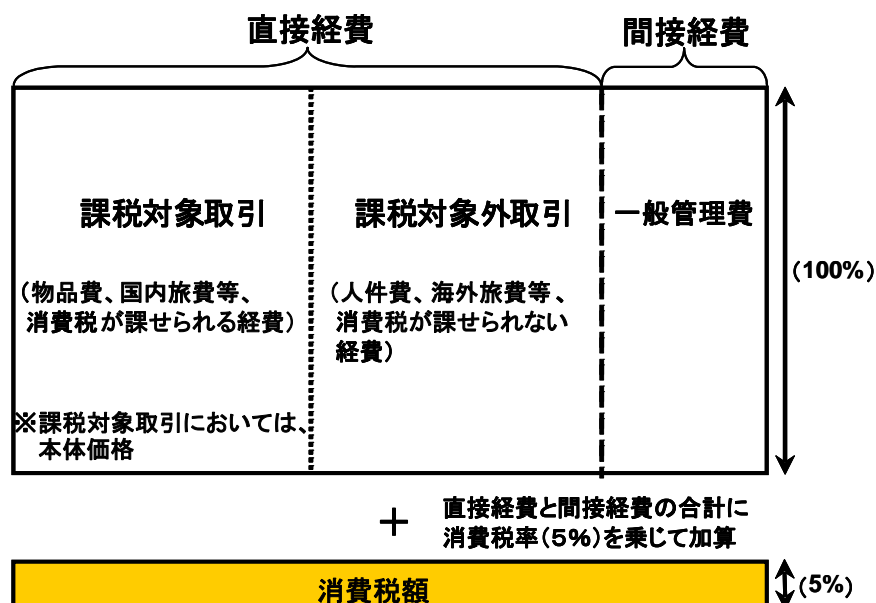 直接経費
間接経費
課税対象取引
課税対象外取引
一般管理費
(100%)
(物品費、国内旅費等、
消費税が課せられる経費)
(人件費、海外旅費等、
消費税が課せられない
経費)
※課税対象取引においては、
本体価格
+
直接経費と間接経費の合計に
消費税率(5%)を乗じて加算
消費税額
(5%)